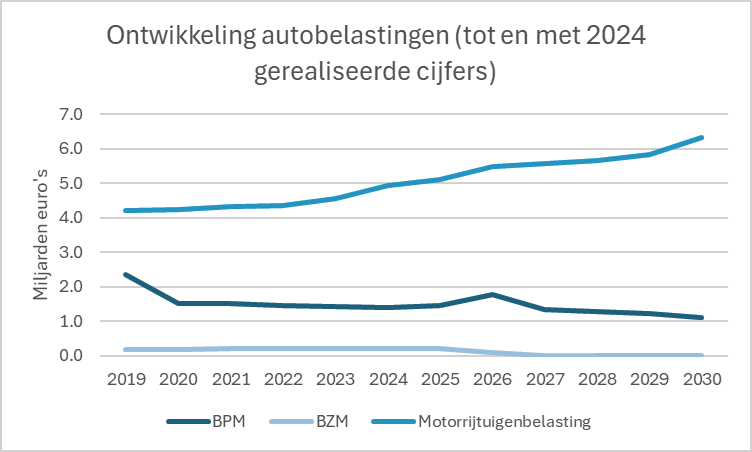 Ontwikkeling autobelastingen (tot en met 2024
gerealiseerde cijfers)
Miljarden euro's
7.0
6.0
5.0
4.0
3.0
2.0
1.0
0.0
2019 2020 2021 2022 2023 2024 2025 2026 2027 2028 2029 2030
BPM BZM Motorrijtuigenbelasting